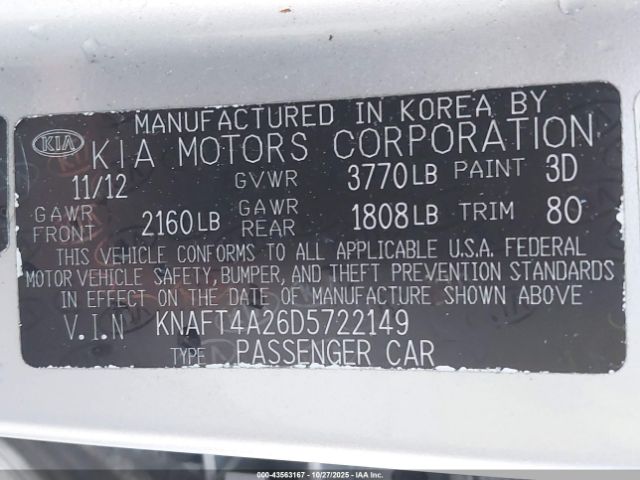 MANUFACTURED IN KOREA BY
KIA KIA MOTORS CORPORATION
11/12 GVWR 3770LB PAINT 3D
GAWR FRONT 2160LB GAWR REAR 1808LB TRIM 80
THIS VEHICLE CONFORMS TO ALL APPLICABLE U.S.A. FEDERAL
MOTOR VEHICLE SAFETY, BUMPER, AND THEFT PREVENTION STANDARDS
IN EFFECT ON THE DATE OF MANUFACTURE SHOWN ABOVE
V.I.N KNAFT4A26D5722149
TYPE PASSENGER CAR
000-43563167 - 10/27/2025 - IAAI.COM